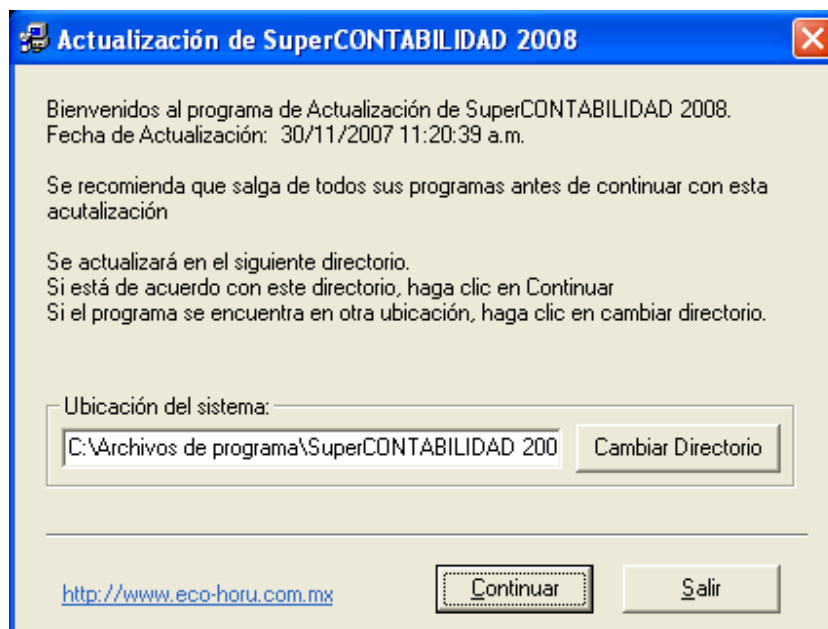 Actualización de SuperCONTABILIDAD 2008
Bienvenidos al programa de Actualización de SuperCONTABILIDAD 2008.
Fecha de Actualización: 30/11/2007 11:20:39 a.m.
Se recomienda que salga de todos sus programas antes de continuar con esta
acutalización
Se actualizará en el siguiente directorio.
Si está de acuerdo con este directorio, haga clic en Continuar
Si el programa se encuentra en otra ubicación, haga clic en cambiar directorio.
Ubicación del sistema:
C:\Archivos de programa\SuperCONTABILIDAD 200
Cambiar Directorio
http://www.eco-horu.com.mx
Continuar
Salir